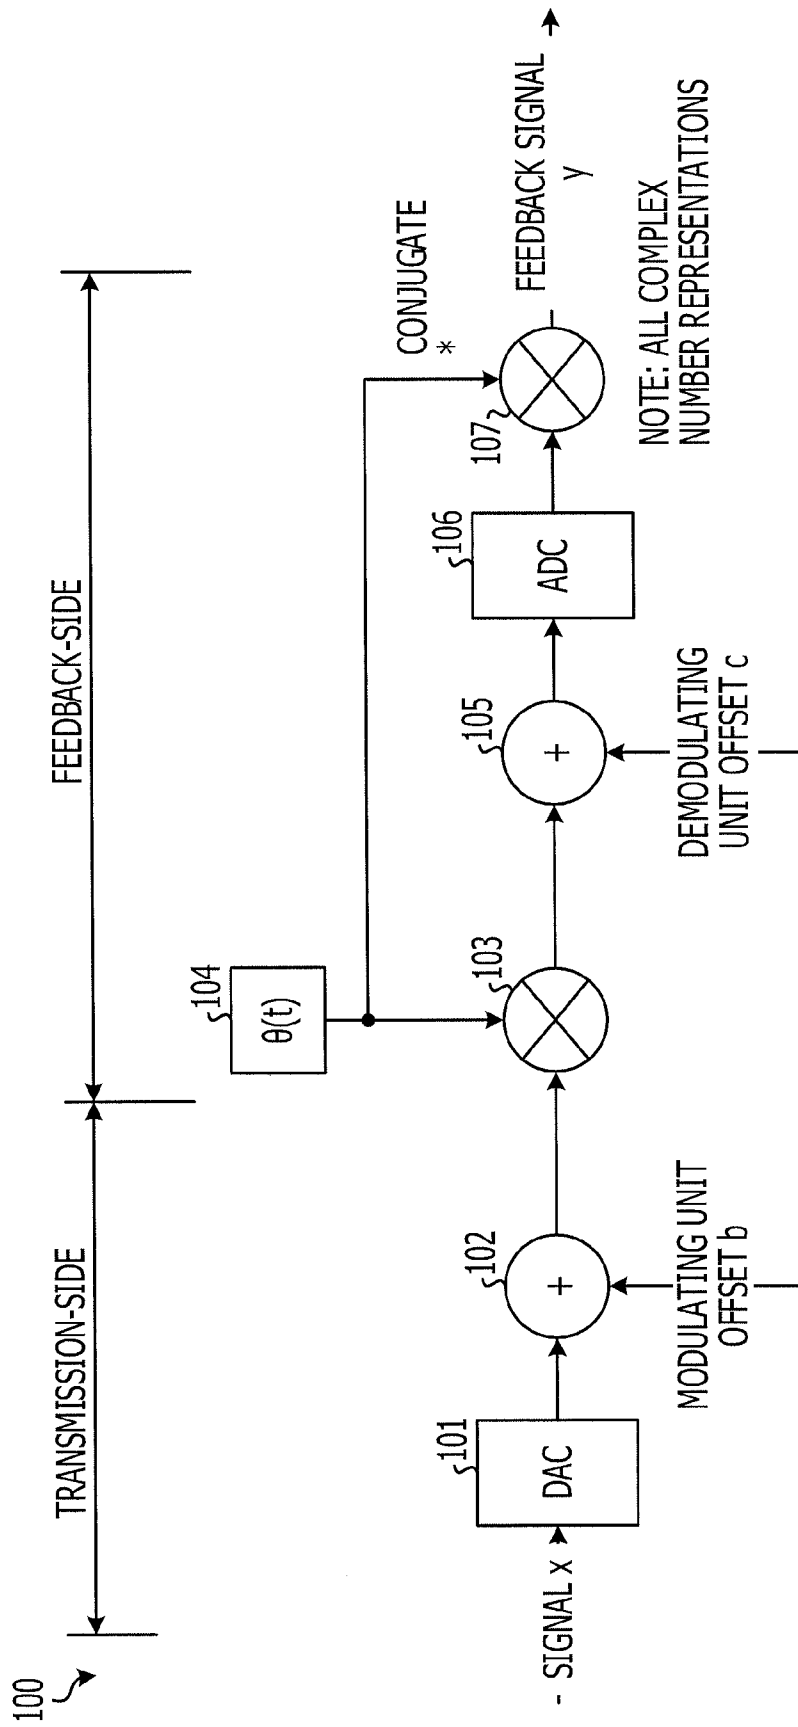 100
TRANSMISSION-SIDE
FEEDBACK-SIDE
104
θ(t)
CONJUGATE
*
- SIGNAL x
101
DAC
102
+
103
105
+
106
ADC
107
FEEDBACK SIGNAL
y
MODULATING UNIT
OFFSET b
DEMODULATING
UNIT OFFSET c
NOTE: ALL COMPLEX
NUMBER REPRESENTATIONS